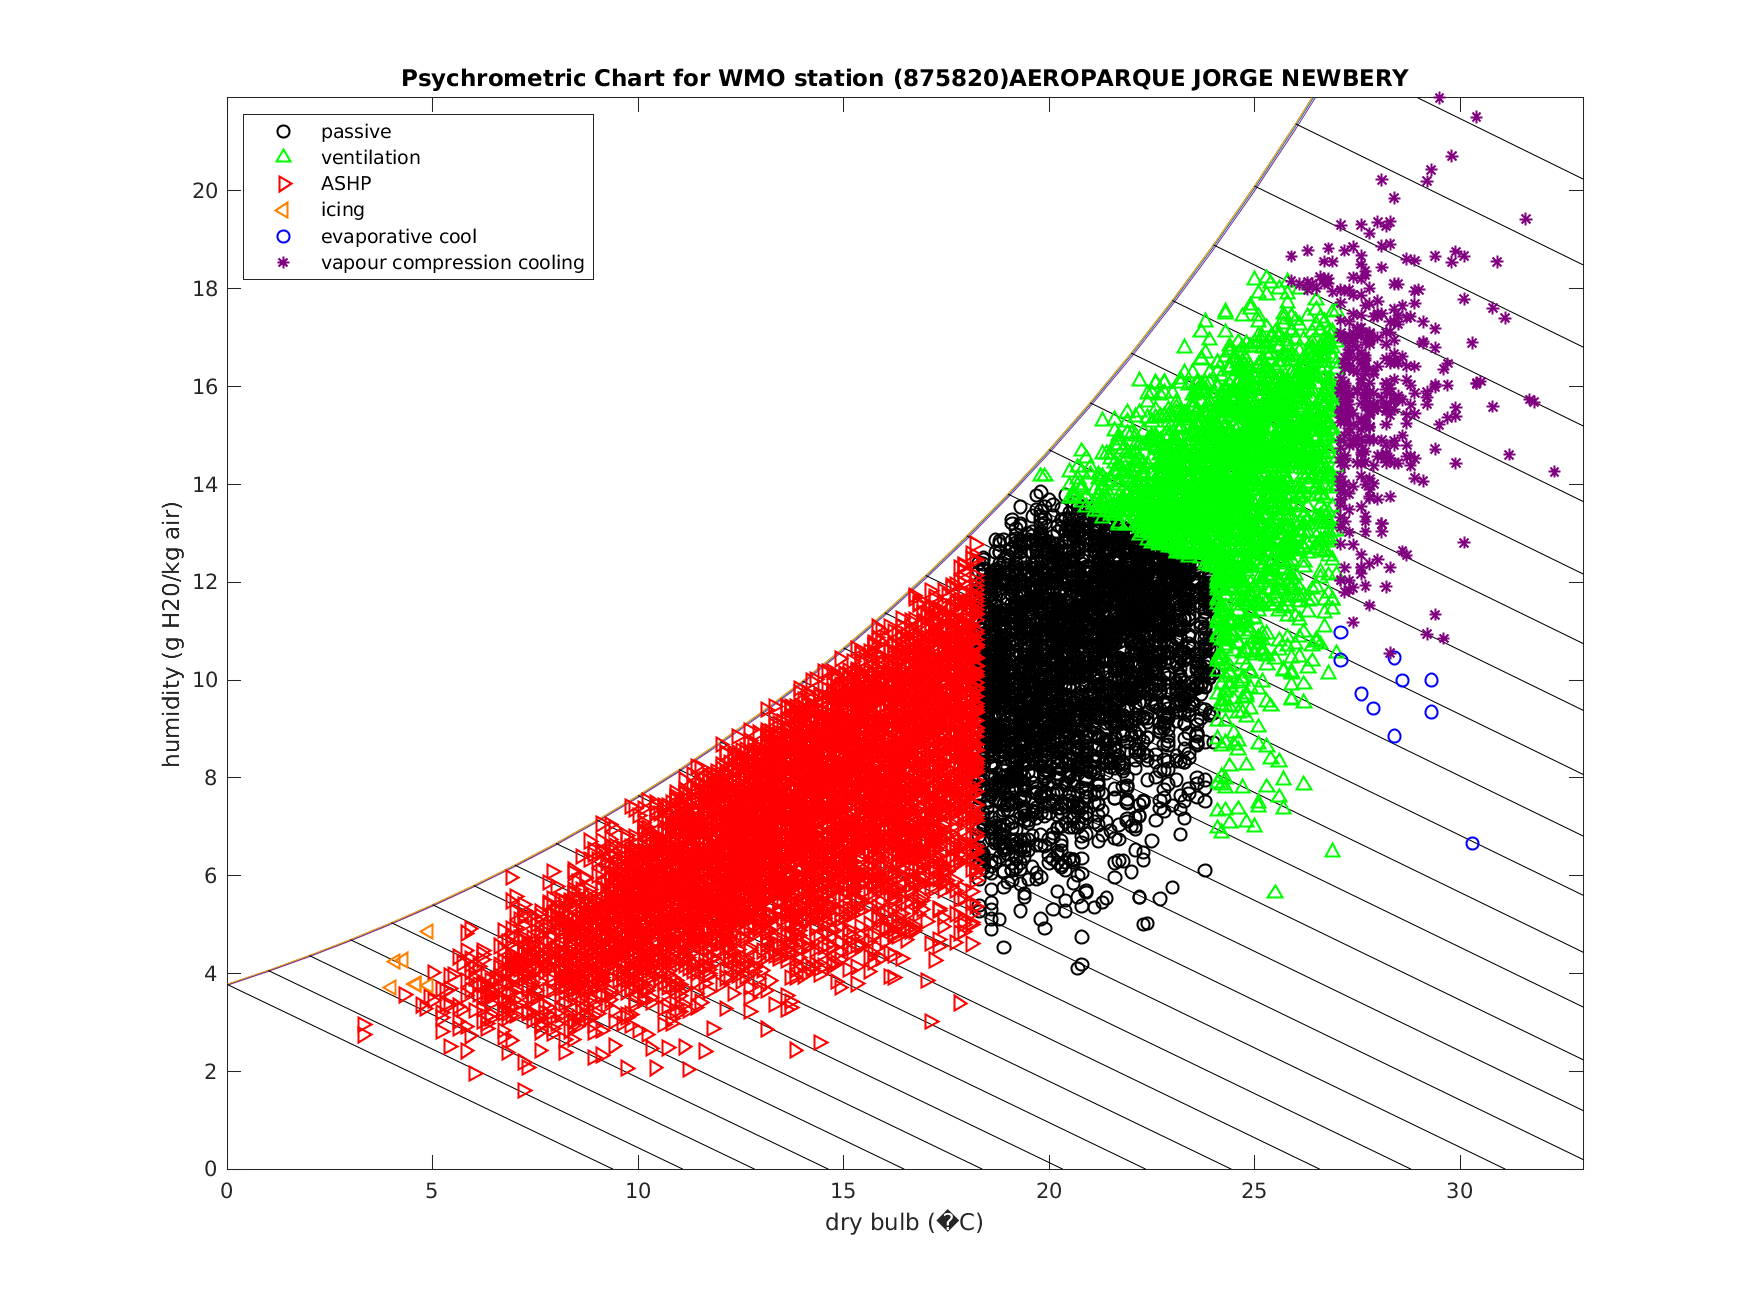 Psychrometric Chart for WMO station (875820)AEROPARQUE JORGE NEWBERY
passive
ventilation
ASHP
icing
evaporative cool
vapour compression cooling
humidity (g H20/kg air)
20
18
16
14
12
10
8
6
4
2
0
0 5 10 15 20 25 30
dry bulb (�C)